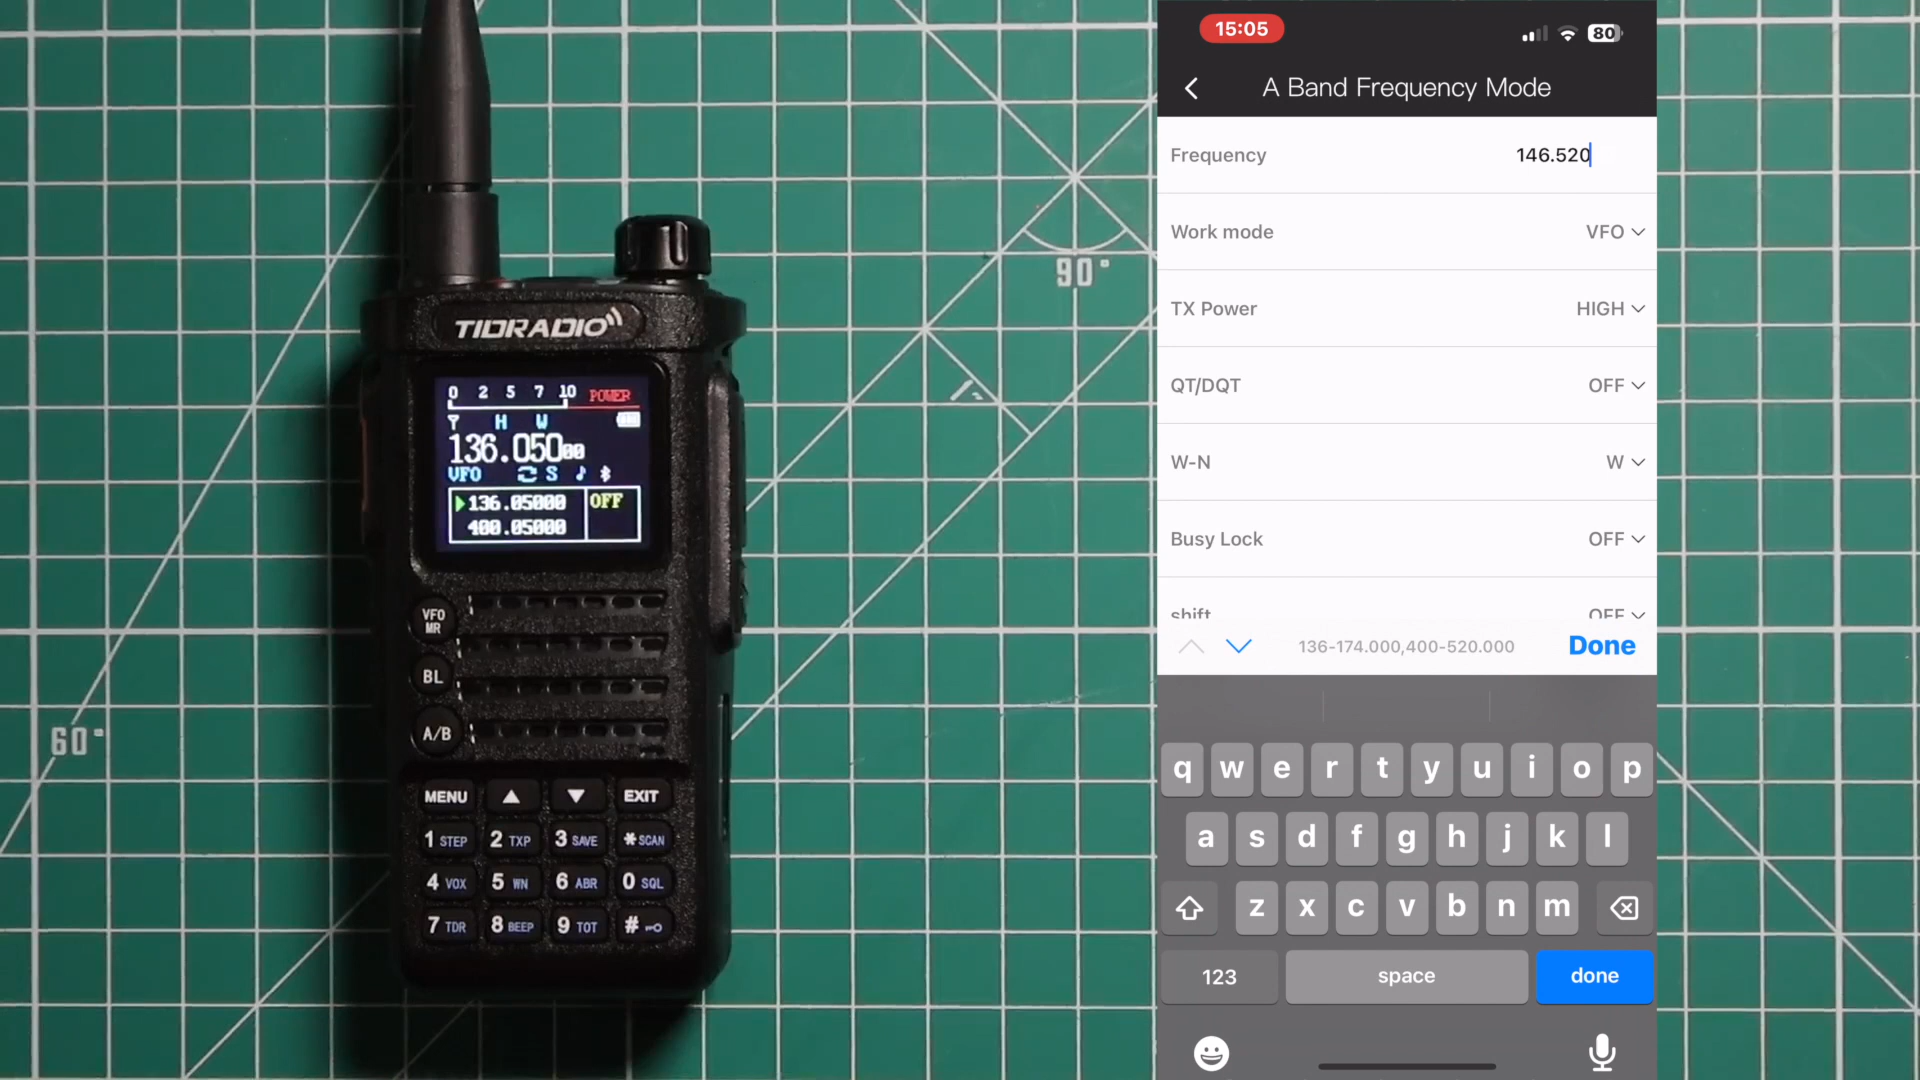 90°
60°
TIDRADIO
0 2 5 7 10 POWER
H W
136.05000
VFO S
136.05000 OFF
400.05000
VFO
MR
BL
A/B
MENU EXIT
1 STEP 2 TXP 3 SAVE * SCAN
4 VOX 5 WN 6 ABR 0 SQL
7 TDR 8 BEEP 9 TOT #
15:05 80
A Band Frequency Mode
Frequency 146.520
Work mode VFO
TX Power HIGH
QT/DQT OFF
W-N W
Busy Lock OFF
shift OFF
136-174.000,400-520.000 Done
q w e r t y u i o p
a s d f g h j k l
z x c v b n m
123 space done